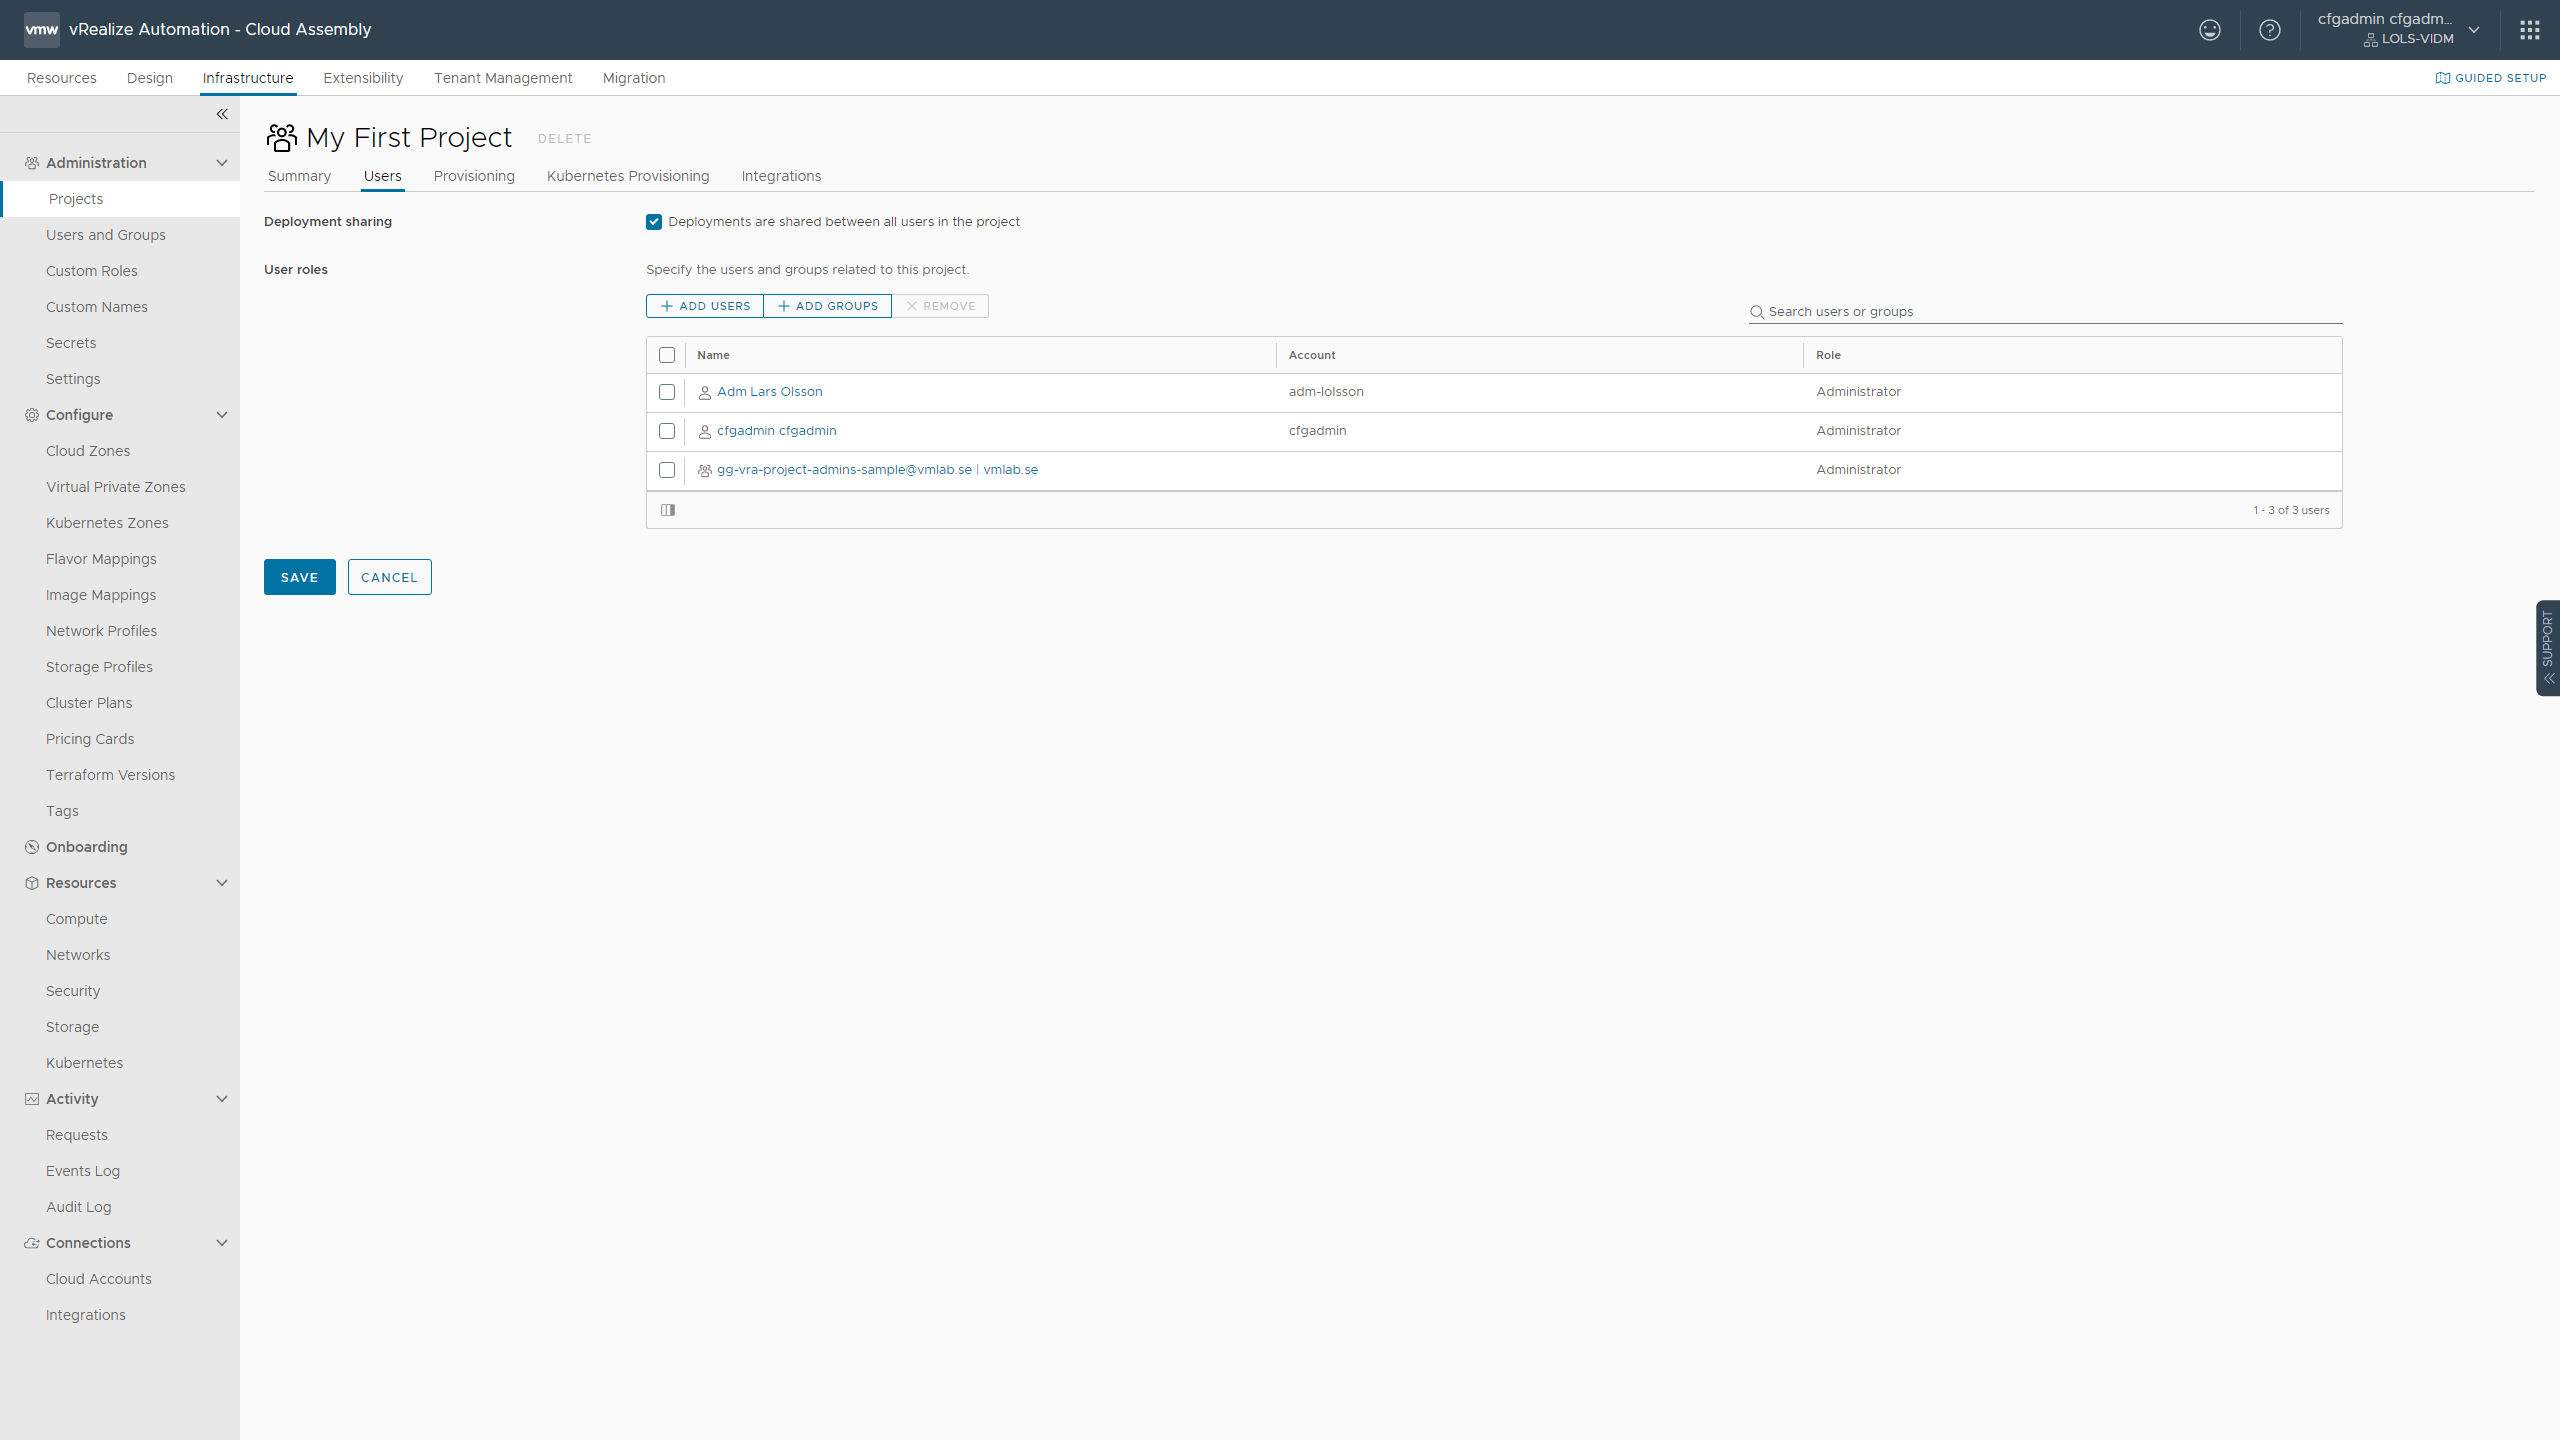 vmw vRealize Automation - Cloud Assembly
cfgadmin cfgadm...
LOLS-VIDM
Resources Design Infrastructure Extensibility Tenant Management Migration
GUIDED SETUP
Administration
Projects
Users and Groups
Custom Roles
Custom Names
Secrets
Settings
Configure
Cloud Zones
Virtual Private Zones
Kubernetes Zones
Flavor Mappings
Image Mappings
Network Profiles
Storage Profiles
Cluster Plans
Pricing Cards
Terraform Versions
Tags
Onboarding
Resources
Compute
Networks
Security
Storage
Kubernetes
Activity
Requests
Events Log
Audit Log
Connections
Cloud Accounts
Integrations
My First Project DELETE
Summary Users Provisioning Kubernetes Provisioning Integrations
Deployment sharing Deployments are shared between all users in the project
User roles Specify the users and groups related to this project.
ADD USERS ADD GROUPS REMOVE
Search users or groups
Name Account Role
Adm Lars Olsson adm-lolsson Administrator
cfgadmin cfgadmin cfgadmin Administrator
gg-vra-project-admins-sample@vmlab.se | vmlab.se Administrator
1 - 3 of 3 users
SAVE CANCEL
SUPPORT